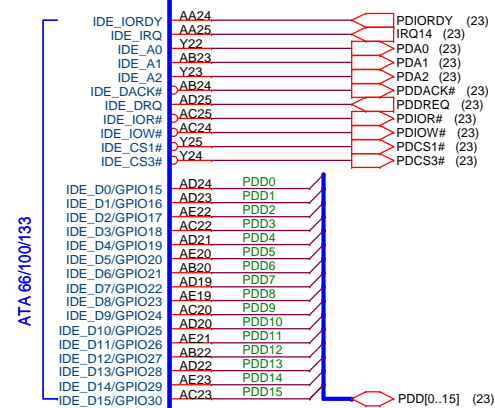 IDE_IORDY AA24 PDIORDY (23)
IDE_IRQ AA25 IRQ14 (23)
IDE_A0 Y22 PDA0 (23)
IDE_A1 AB23 PDA1 (23)
IDE_A2 Y23 PDA2 (23)
IDE_DACK# AB24 PDDACK# (23)
IDE_DRQ AD25 PDDREQ (23)
IDE_IOR# AC25 PDIOR# (23)
IDE_IOW# AC24 PDIOW# (23)
IDE_CS1# Y25 PDCS1# (23)
IDE_CS3# Y24 PDCS3# (23)
ATA 66/100/133
IDE_D0/GPIO15 AD24 PDD0
IDE_D1/GPIO16 AD23 PDD1
IDE_D2/GPIO17 AE22 PDD2
IDE_D3/GPIO18 AC22 PDD3
IDE_D4/GPIO19 AD21 PDD4
IDE_D5/GPIO20 AE20 PDD5
IDE_D6/GPIO21 AB20 PDD6
IDE_D7/GPIO22 AD19 PDD7
IDE_D8/GPIO23 AE19 PDD8
IDE_D9/GPIO24 AC20 PDD9
IDE_D10/GPIO25 AD20 PDD10
IDE_D11/GPIO26 AE21 PDD11
IDE_D12/GPIO27 AB22 PDD12
IDE_D13/GPIO28 AD22 PDD13
IDE_D14/GPIO29 AE23 PDD14
IDE_D15/GPIO30 AC23 PDD15
PDD[0..15] (23)